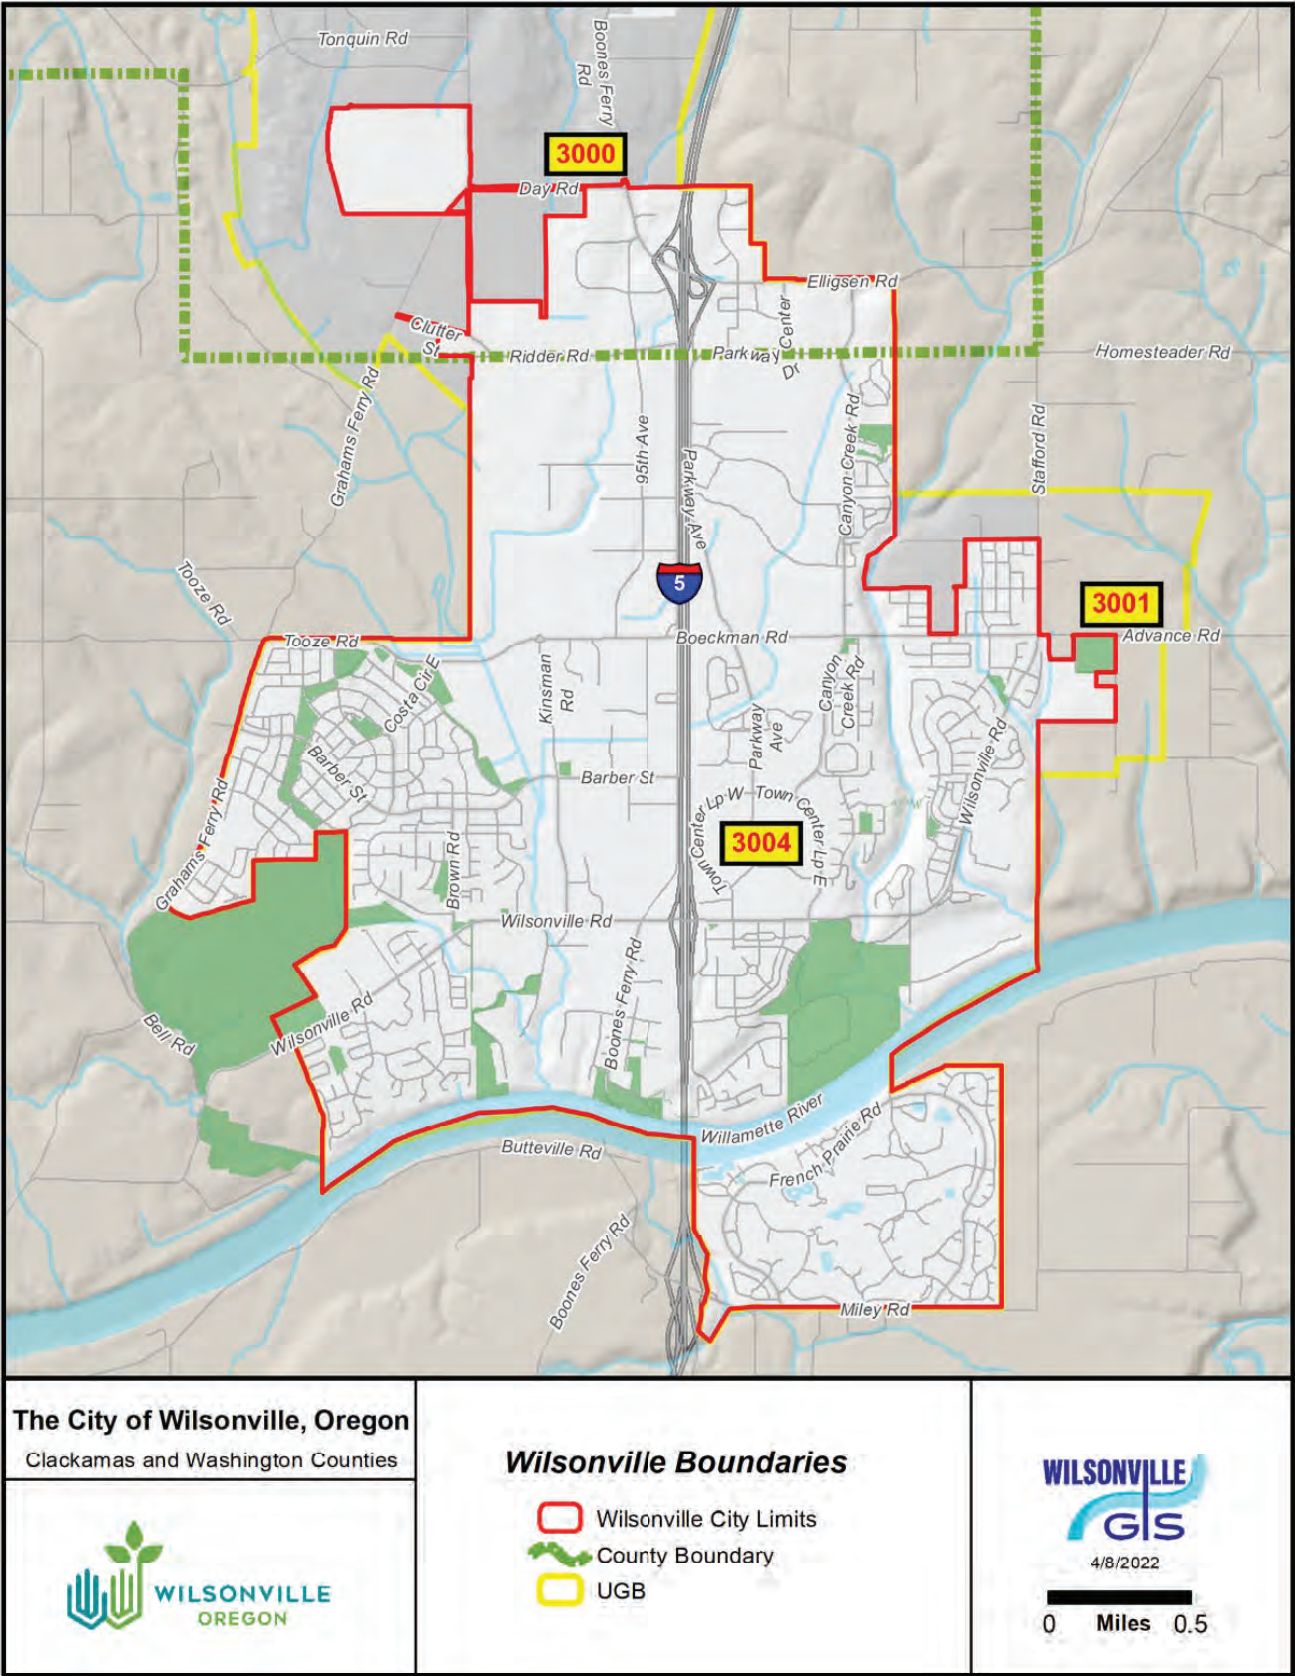 Tonquin Rd
Boones Ferry
Rd
3000
Day Rd
Elligsen Rd
Clutter
St
Ridder Rd
Parkway
Center
Dr
Homesteader Rd
Grahams Ferry Rd
95th Ave
Parkway Ave
Canyon Creek Rd
Stafford Rd
5
Tooze Rd
3001
Advance Rd
Tooze Rd
Boeckman Rd
Costa Cir E
Kinsman
Rd
Canyon
Creek Rd
Parkway
Ave
Wilsonville Rd
Barber St
Barber St
Town Center Lp W
Town Center Lp E
3004
Grahams Ferry Rd
Brown Rd
Wilsonville Rd
Boones Ferry Rd
Wilsonville Rd
Bell Rd
Willamette River
Butteville Rd
French Prairie Rd
Boones Ferry Rd
Miley Rd
The City of Wilsonville, Oregon
Clackamas and Washington Counties
WILSONVILLE
OREGON
Wilsonville Boundaries
Wilsonville City Limits
County Boundary
UGB
WILSONVILLE
GIS
4/8/2022
0 Miles 0.5